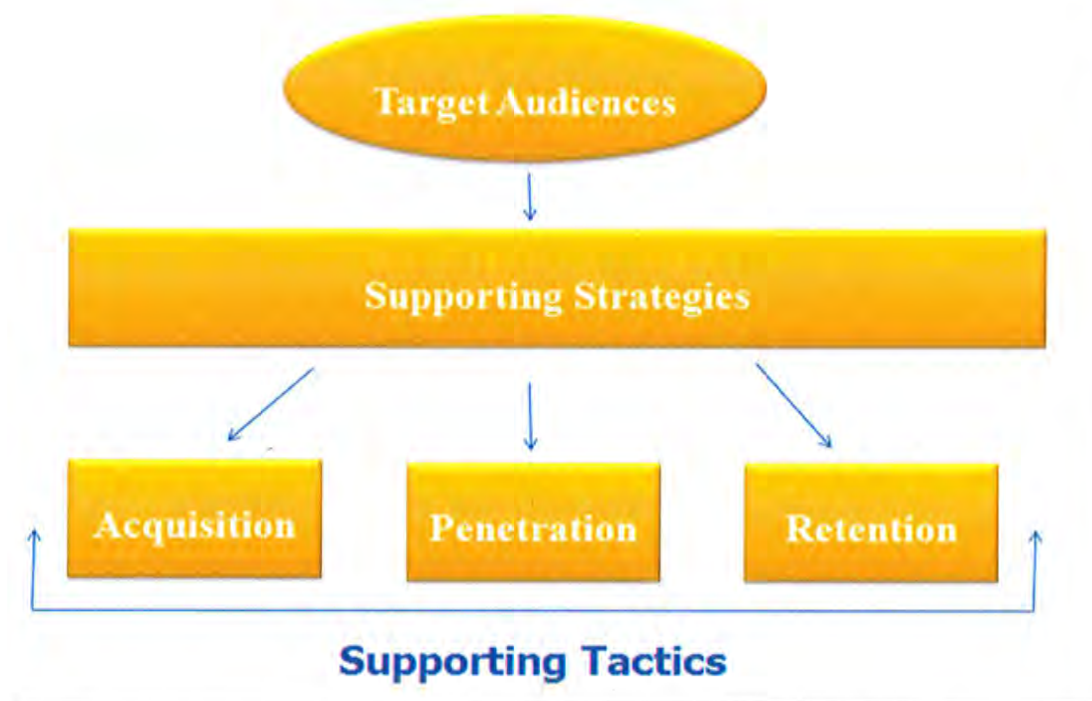 Target Audiences
Supporting Strategies
Acquisition
Penetration
Retention
Supporting Tactics